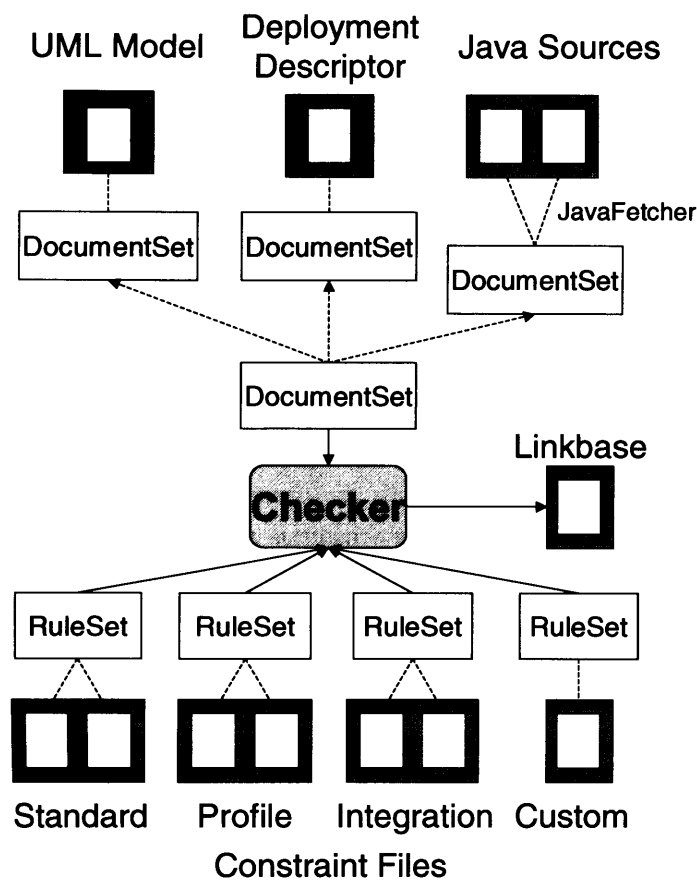 UML Model
Deployment
Descriptor
Java Sources
JavaFetcher
DocumentSet
DocumentSet
DocumentSet
DocumentSet
Linkbase
Checker
RuleSet
RuleSet
RuleSet
RuleSet
Standard
Profile
Integration
Custom
Constraint Files